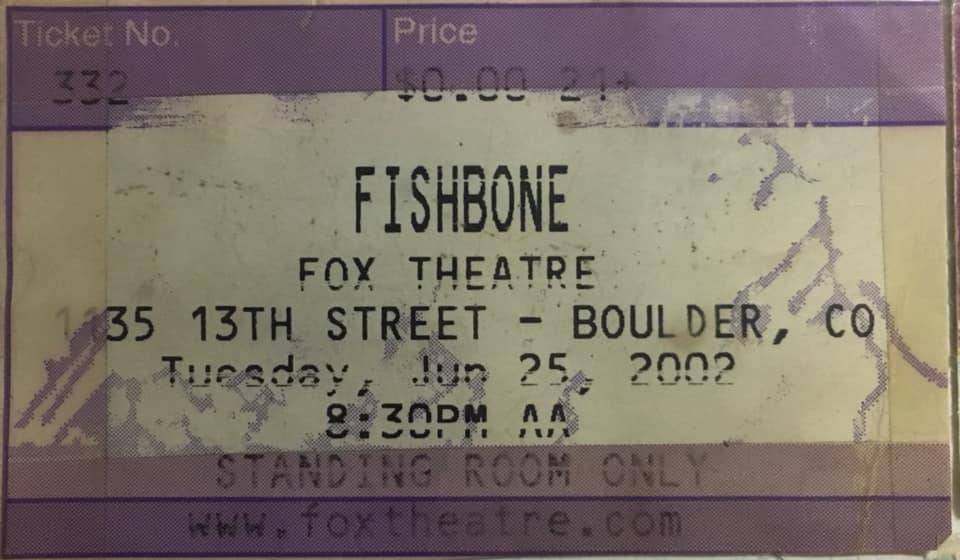 Ticket No. Price
332 $0.00 21+
FISHBONE
FOX THEATRE
1135 13TH STREET - BOULDER, CO
Tuesday, Jun 25, 2002
8:30PM AA
STANDING ROOM ONLY
www.foxtheatre.com